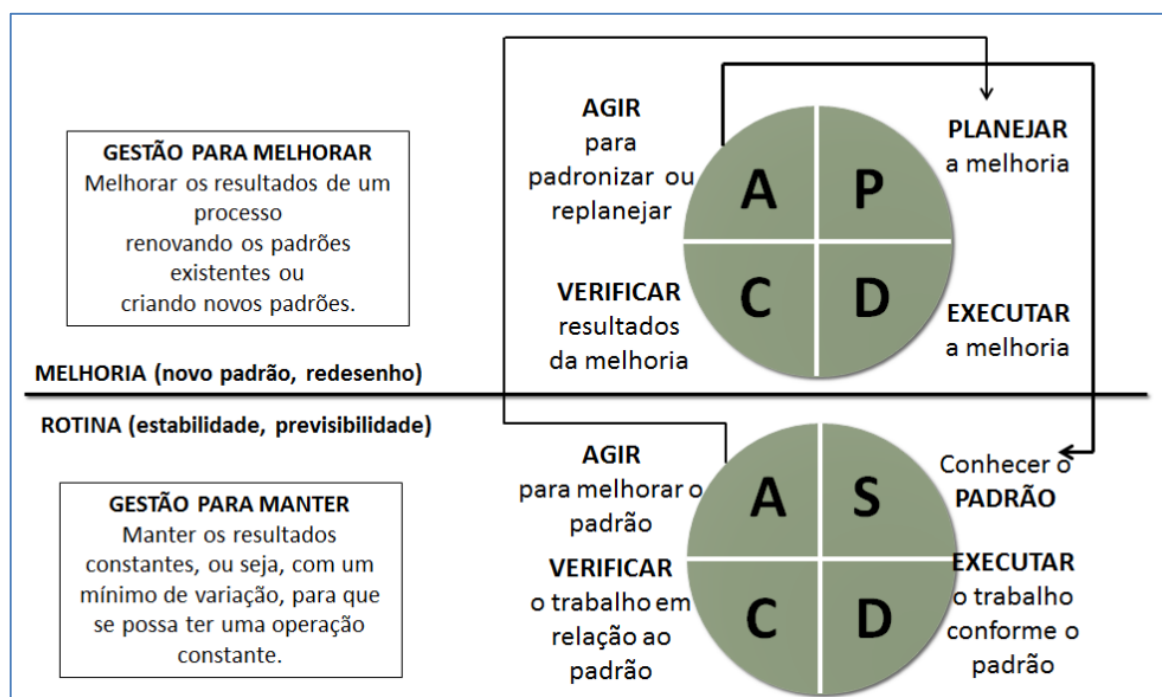 GESTÃO PARA MELHORAR
Melhorar os resultados de um
processo
renovando os padrões
existentes ou
criando novos padrões.
AGIR
para
padronizar ou
replanejar
A
P
PLANEJAR
a melhoria
VERIFICAR
resultados
da melhoria
C
D
EXECUTAR
a melhoria
MELHORIA (novo padrão, redesenho)
ROTINA (estabilidade, previsibilidade)
GESTÃO PARA MANTER
Manter os resultados
constantes, ou seja, com um
mínimo de variação, para que
se possa ter uma operação
constante.
AGIR
para melhorar o
padrão
A
S
Conhecer o
PADRÃO
VERIFICAR
o trabalho em
relação ao
padrão
C
D
EXECUTAR
o trabalho
conforme o
padrão